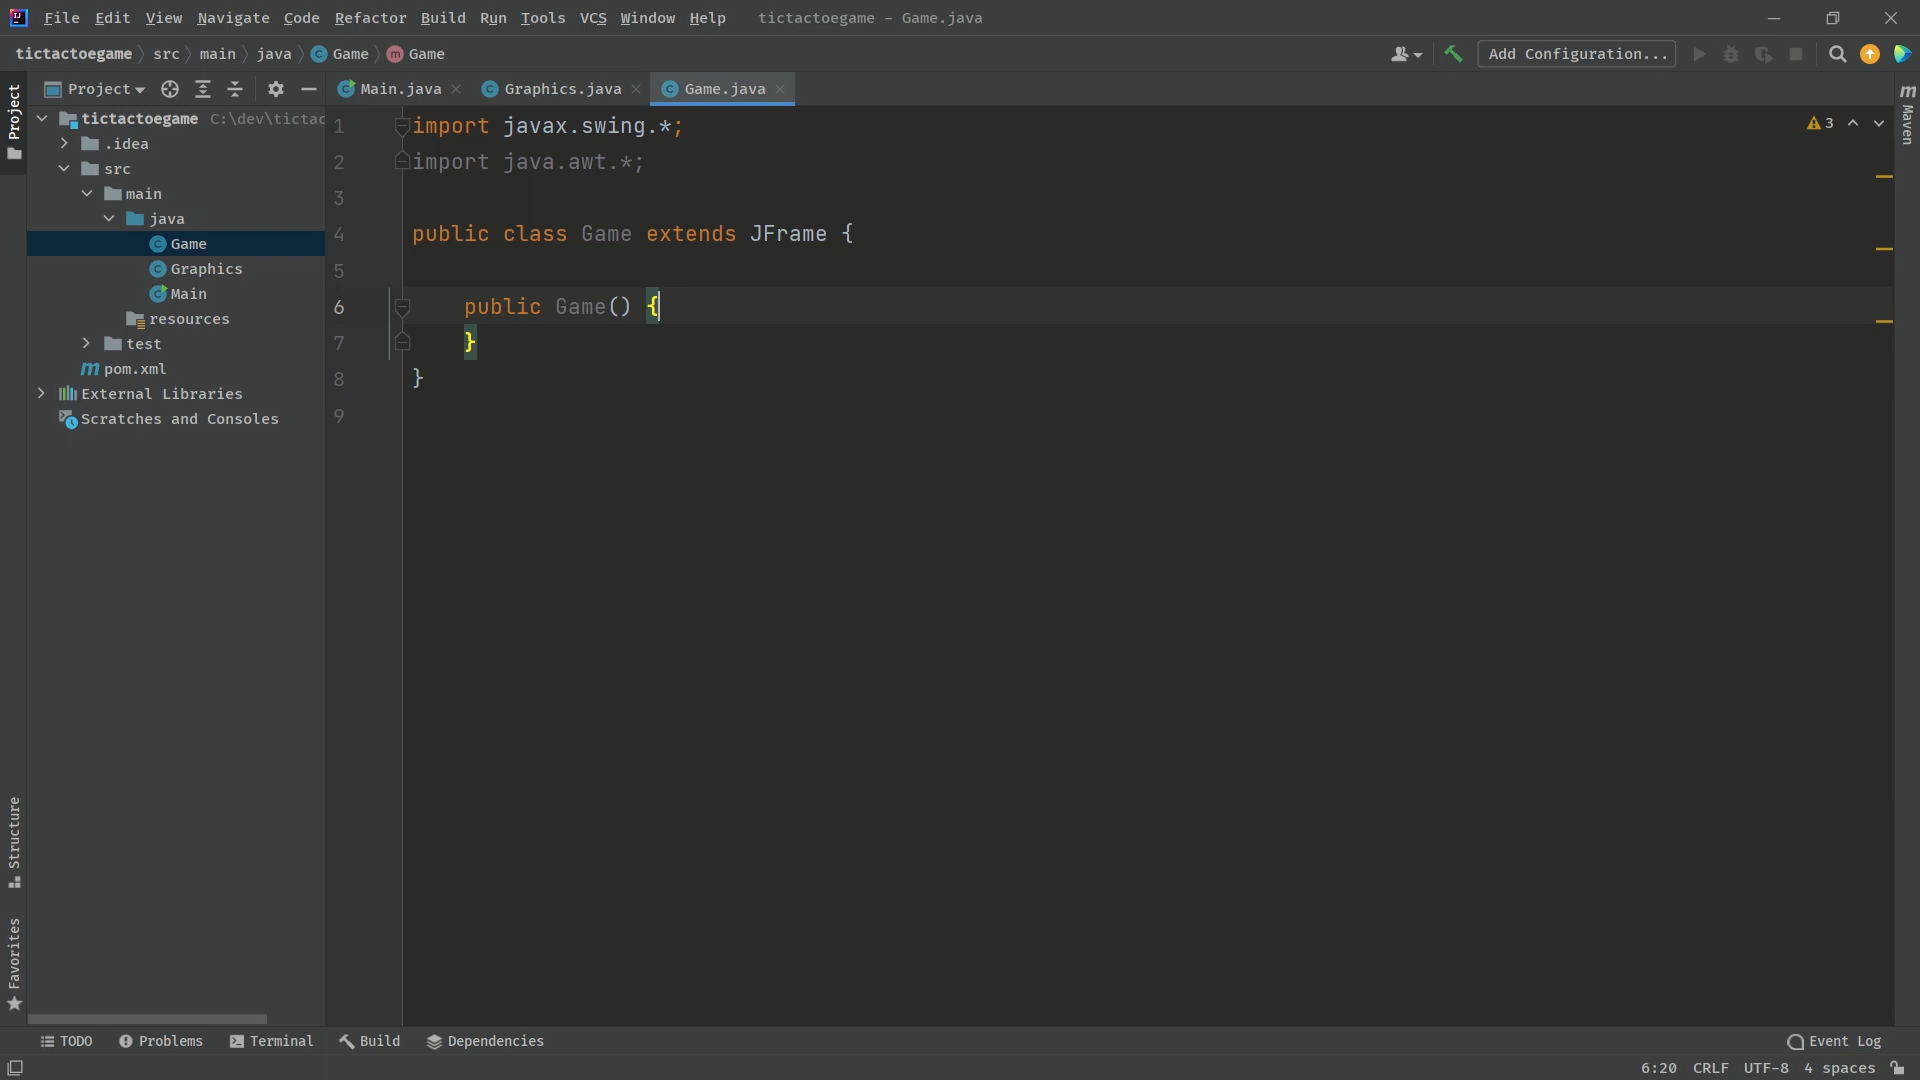 File Edit View Navigate Code Refactor Build Run Tools VCS Window Help tictactoegame – Game.java
tictactoegame src main java Game Game
Add Configuration...
Project
Main.java Graphics.java Game.java
Project
Maven
tictactoegame C:\dev\tictac
.idea
src
main
java
Game
Graphics
Main
resources
test
pom.xml
External Libraries
Scratches and Consoles
3
1 import javax.swing.*;
2 import java.awt.*;
3
4 public class Game extends JFrame {
5
6 public Game() {
7 }
8 }
9
Structure
Favorites
TODO Problems Terminal Build Dependencies Event Log
6:20 CRLF UTF-8 4 spaces